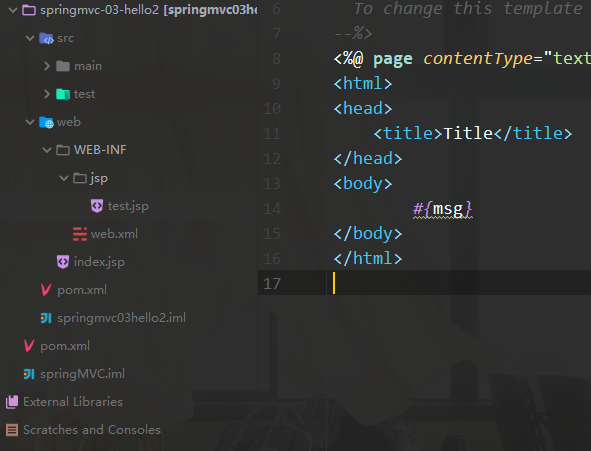 springmvc-03-hello2 [springmvc03he
src
main
test
web
WEB-INF
jsp
test.jsp
web.xml
index.jsp
pom.xml
springmvc03hello2.iml
pom.xml
springMVC.iml
External Libraries
Scratches and Consoles
6 To change this template
7 --%>
8 <%@ page contentType="text
9 <html>
10 <head>
11 <title>Title</title>
12 </head>
13 <body>
14 #{msg}
15 </body>
16 </html>
17